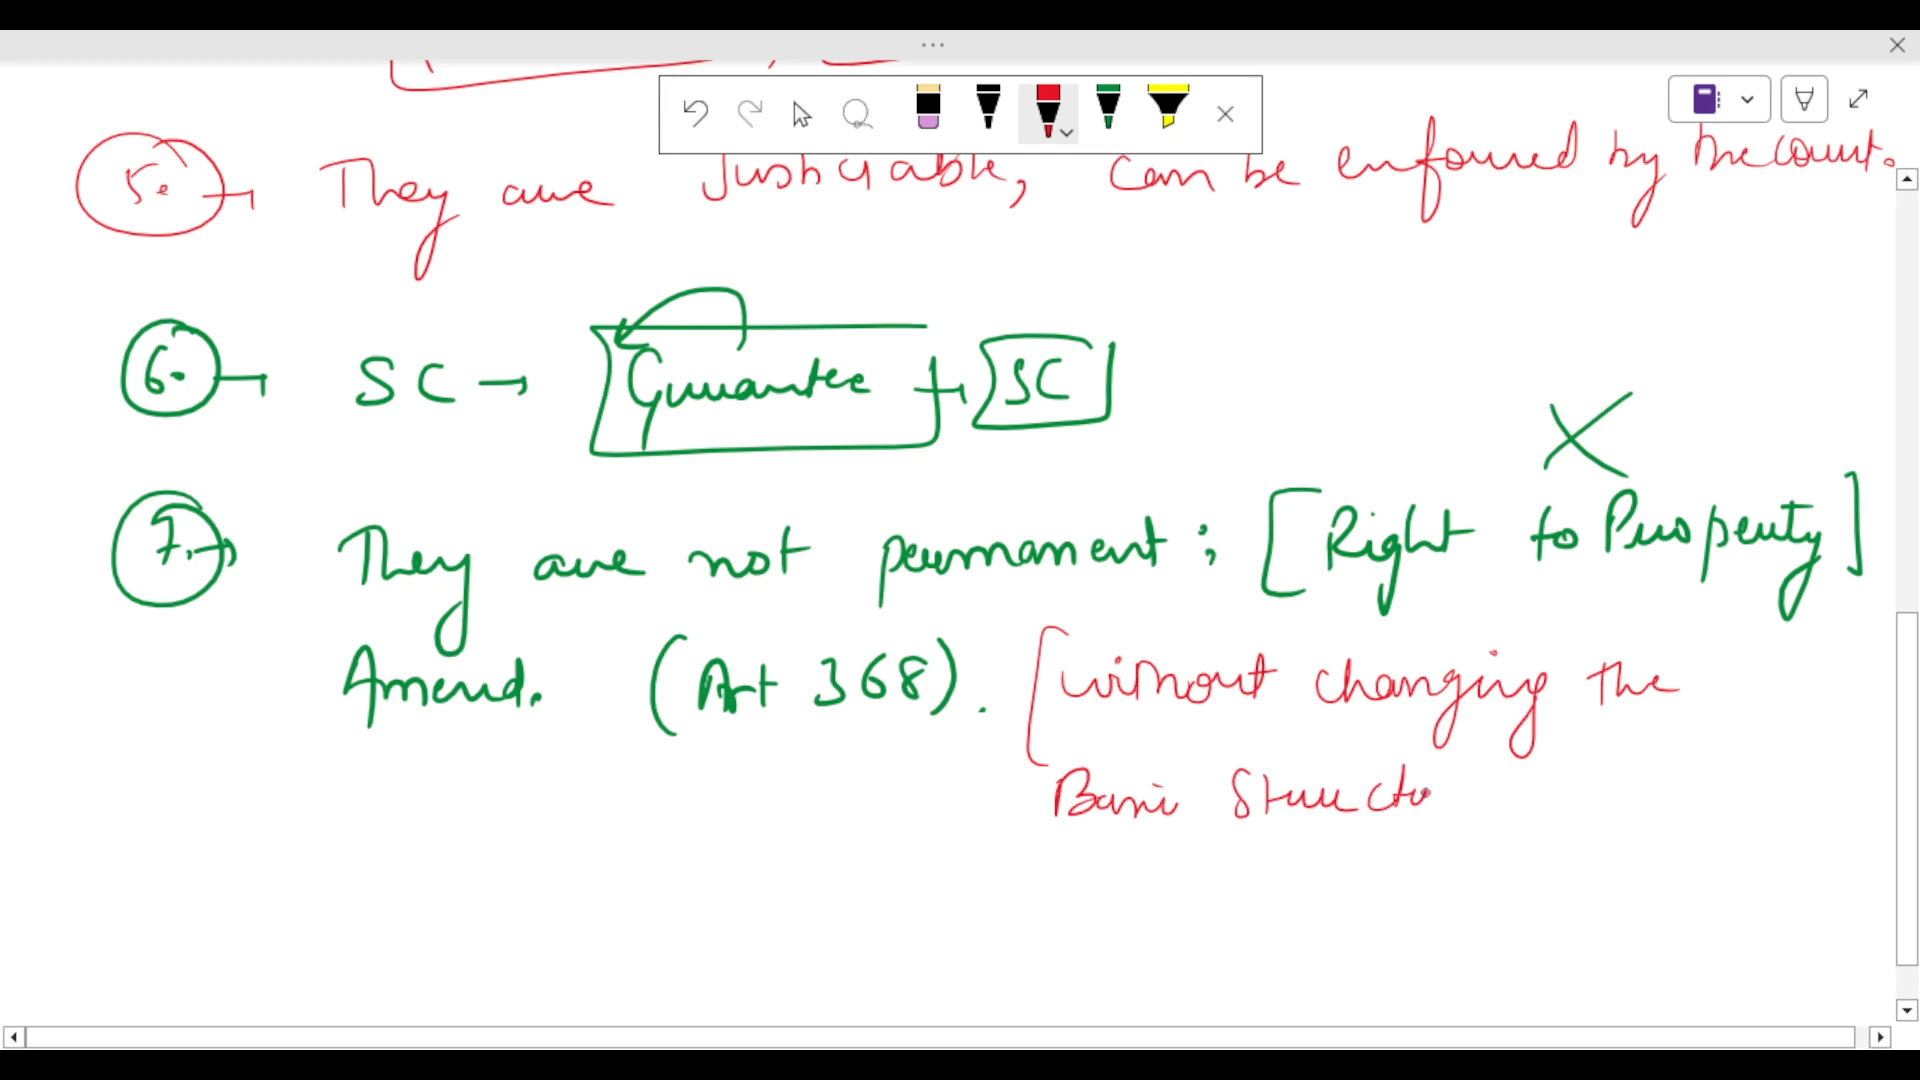 5. → They are Justiciable, can be enforced by the court.
6. → SC → Guarantee → SC
7. → They are not permanent; [Right to Property]
Amend. (Art 368). [without changing the
Basic Structu